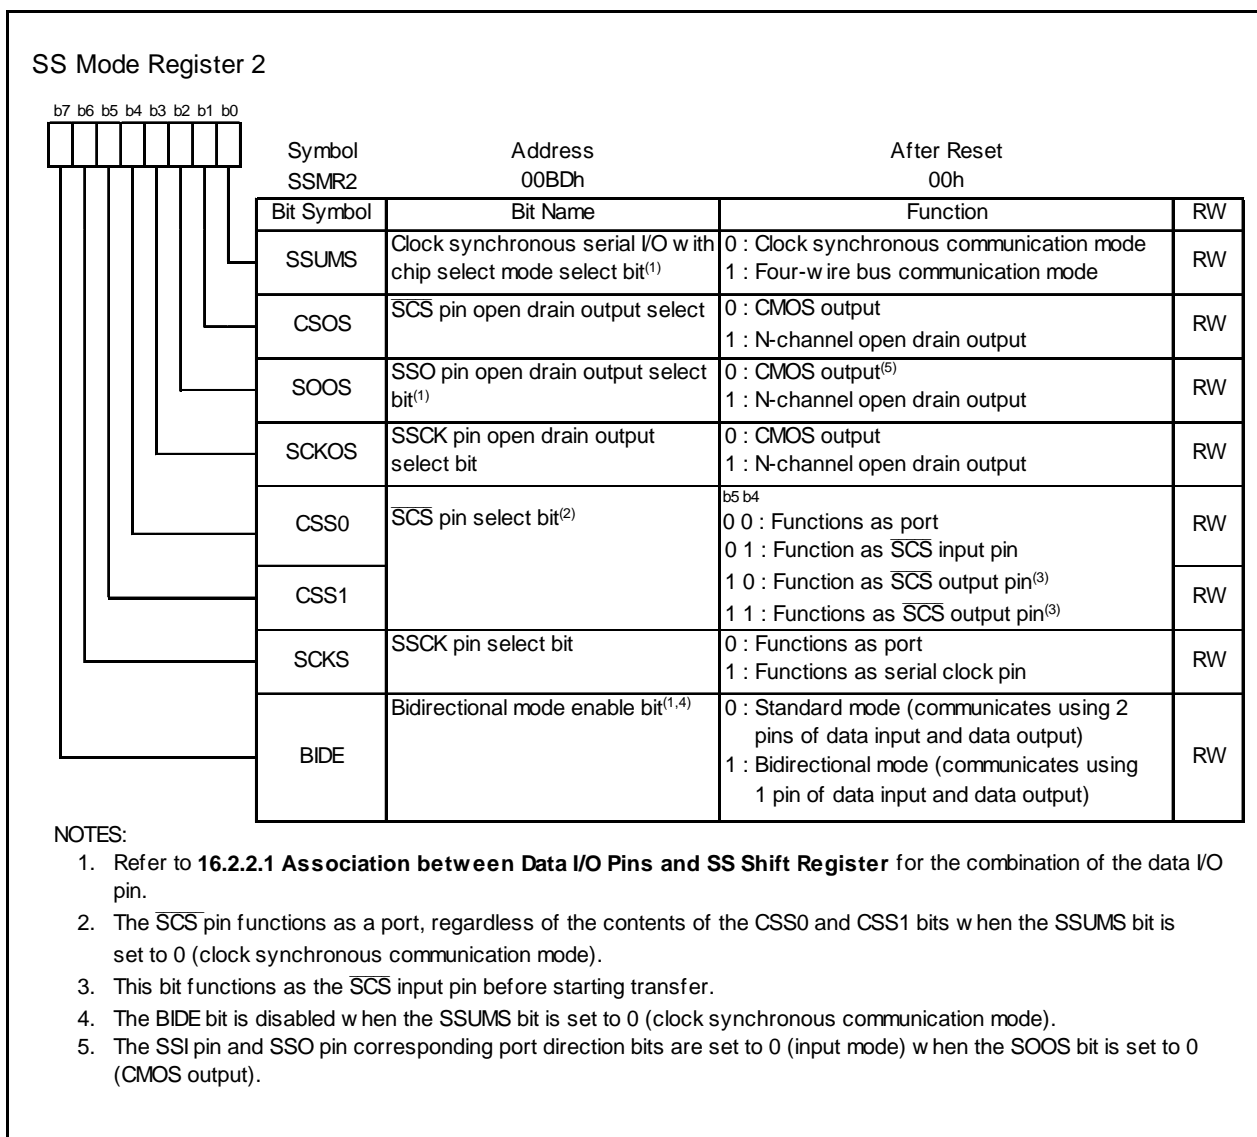 SS Mode Register 2
b7 b6 b5 b4 b3 b2 b1 b0
Symbol Address After Reset
SSMR2 00BDh 00h
Bit Symbol Bit Name Function RW
SSUMS Clock synchronous serial I/O with chip select mode select bit(1) 0 : Clock synchronous communication mode RW
1 : Four-wire bus communication mode
CSOS SCS pin open drain output select 0 : CMOS output RW
1 : N-channel open drain output
SOOS SSO pin open drain output select bit(1) 0 : CMOS output(5) RW
1 : N-channel open drain output
SCKOS SSCK pin open drain output select bit 0 : CMOS output RW
1 : N-channel open drain output
CSS0 SCS pin select bit(2) b5 b4 RW
0 0 : Functions as port
0 1 : Function as SCS input pin
CSS1 1 0 : Function as SCS output pin(3) RW
1 1 : Functions as SCS output pin(3)
SCKS SSCK pin select bit 0 : Functions as port RW
1 : Functions as serial clock pin
BIDE Bidirectional mode enable bit(1,4) 0 : Standard mode (communicates using 2 RW
pins of data input and data output)
1 : Bidirectional mode (communicates using
1 pin of data input and data output)
NOTES:
1. Refer to 16.2.2.1 Association between Data I/O Pins and SS Shift Register for the combination of the data I/O
pin.
2. The SCS pin functions as a port, regardless of the contents of the CSS0 and CSS1 bits when the SSUMS bit is
set to 0 (clock synchronous communication mode).
3. This bit functions as the SCS input pin before starting transfer.
4. The BIDE bit is disabled when the SSUMS bit is set to 0 (clock synchronous communication mode).
5. The SSI pin and SSO pin corresponding port direction bits are set to 0 (input mode) when the SOOS bit is set to 0
(CMOS output).